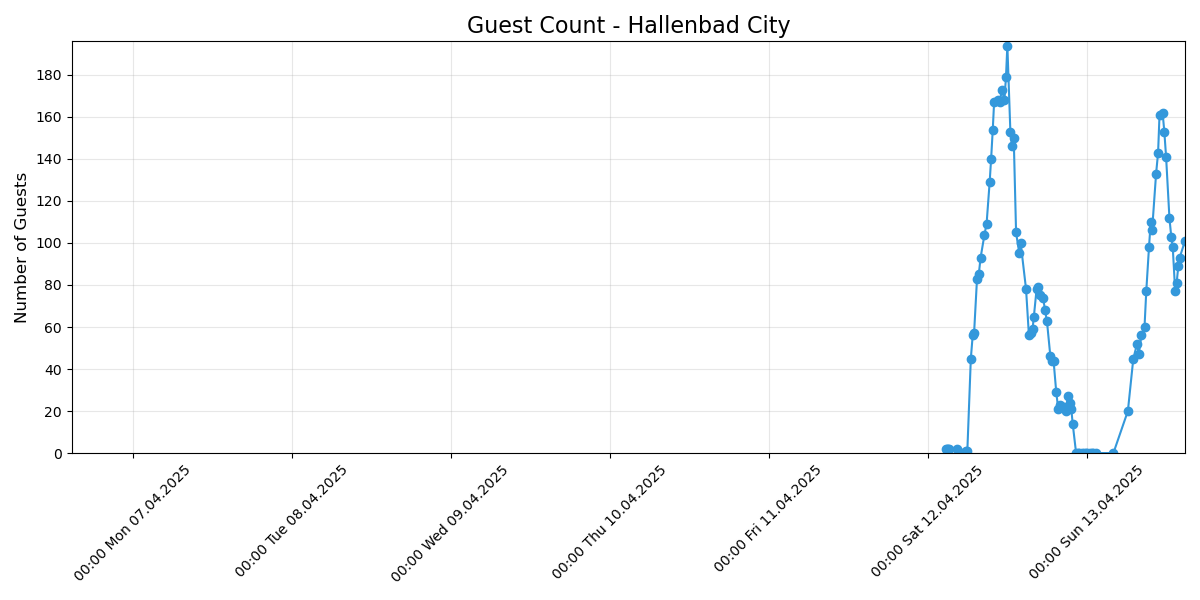 Guest Count - Hallenbad City
Number of Guests
180
160
140
120
100
80
60
40
20
0
00:00 Mon 07.04.2025
00:00 Tue 08.04.2025
00:00 Wed 09.04.2025
00:00 Thu 10.04.2025
00:00 Fri 11.04.2025
00:00 Sat 12.04.2025
00:00 Sun 13.04.2025